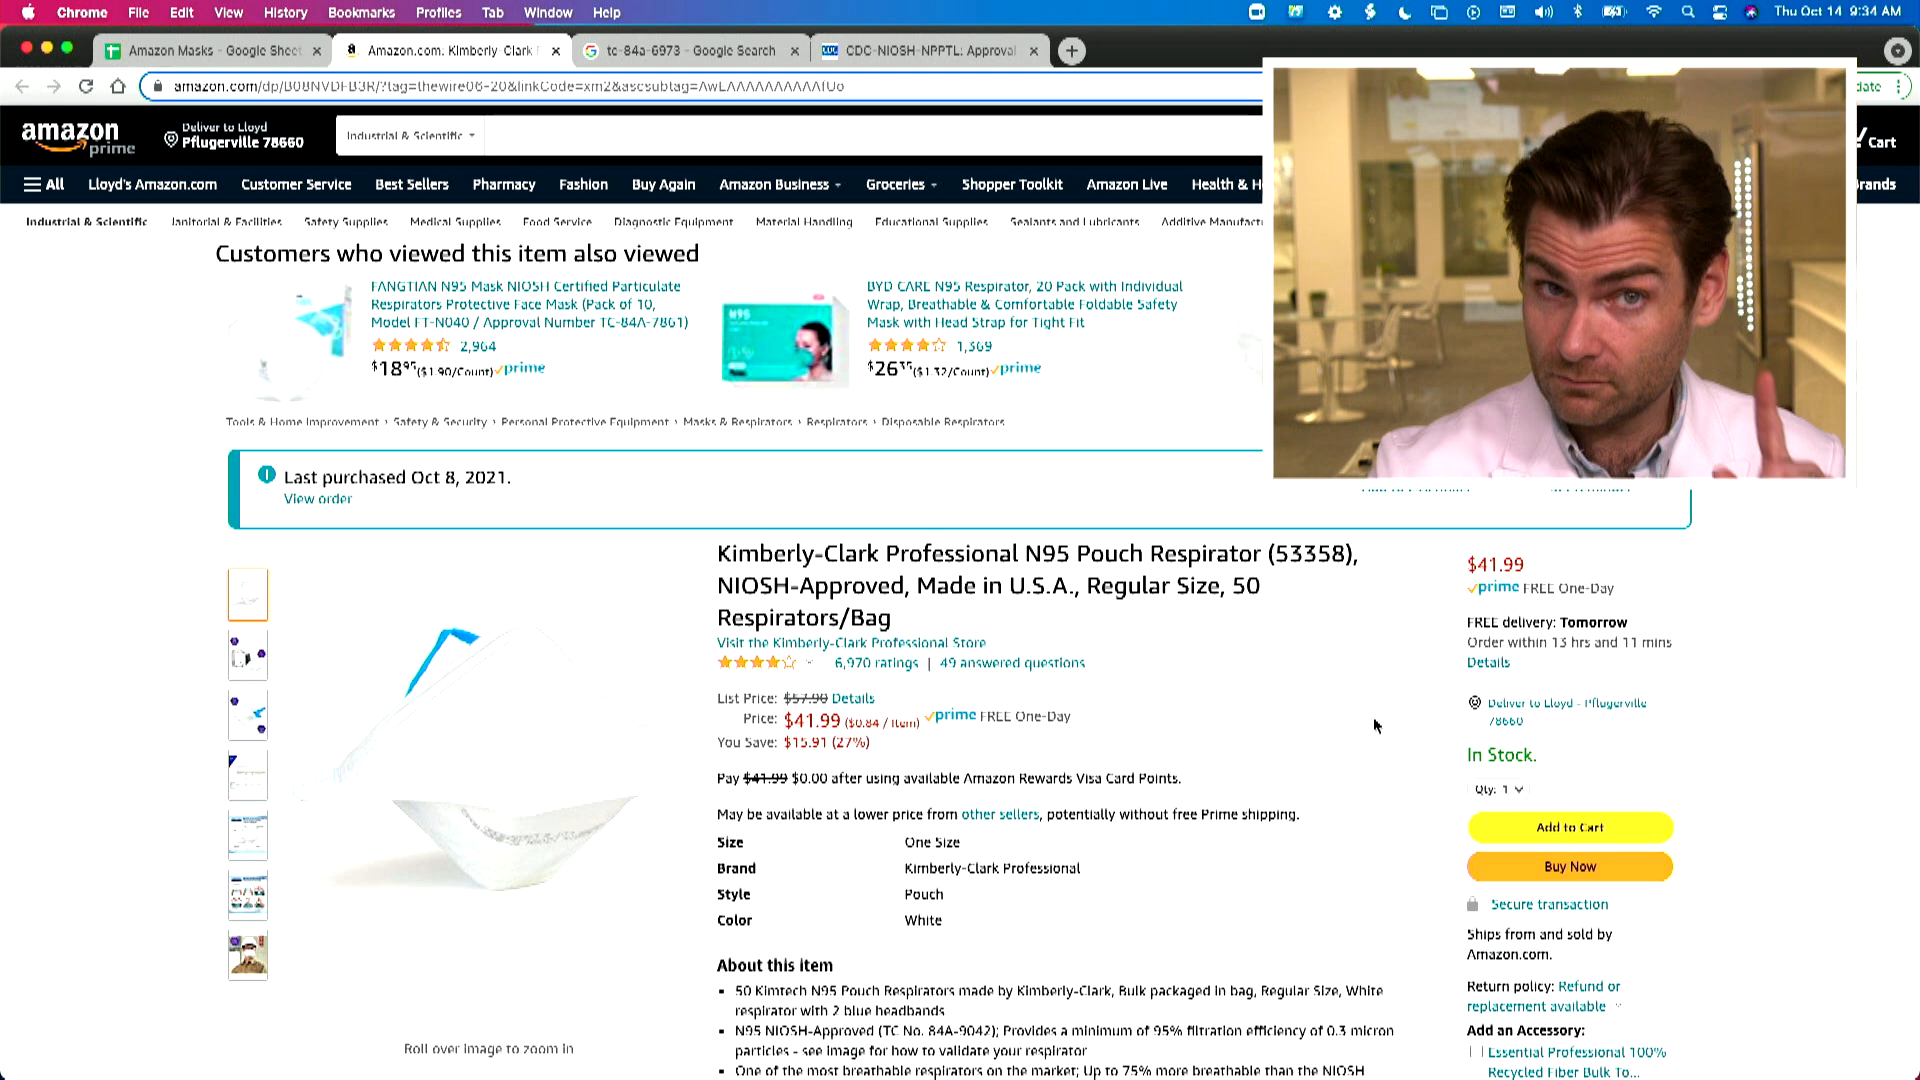 Chrome File Edit View History Bookmarks Profiles Tab Window Help
Thu Oct 14 9:34 AM
Amazon Masks - Google Sheet
Amazon.com: Kimberly-Clark
tc-84a-6973 - Google Search
CDC-NIOSH-NPPTL: Approval
date
amazon
prime
Deliver to Lloyd
Pflugerville 78660
Industrial & Scientific
Cart
All Lloyd's Amazon.com Customer Service Best Sellers Pharmacy Fashion Buy Again Amazon Business Groceries Shopper Toolkit Amazon Live Health & H
Brands
Industrial & Scientific Janitorial & Facilities Safety Supplies Medical Supplies Food Service Diagnostic Equipment Material Handling Educational Supplies Sealants and Lubricants Additive Manufact
Customers who viewed this item also viewed
FANGTIAN N95 Mask NIOSH Certified Particulate
Respirators Protective Face Mask (Pack of 10,
Model FT-N040 / Approval Number TC-84A-7861)
2,964
$18.95 ($1.90/Count) prime
N95
BYD CARE N95 Respirator, 20 Pack with Individual
Wrap, Breathable & Comfortable Foldable Safety
Mask with Head Strap for Tight Fit
1,369
$26.35 ($1.32/Count) prime
Tools & Home Improvement › Safety & Security › Personal Protective Equipment › Masks & Respirators › Respirators › Disposable Respirators
Last purchased Oct 8, 2021.
View order
Kimberly-Clark Professional N95 Pouch Respirator (53358),
NIOSH-Approved, Made in U.S.A., Regular Size, 50
Respirators/Bag
Visit the Kimberly-Clark Professional Store
6,970 ratings | 49 answered questions
List Price: $57.90 Details
Price: $41.99 ($0.84 / Item) prime FREE One-Day
You Save: $15.91 (27%)
Pay $41.99 $0.00 after using available Amazon Rewards Visa Card Points.
May be available at a lower price from other sellers, potentially without free Prime shipping.
Size One Size
Brand Kimberly-Clark Professional
Style Pouch
Color White
About this item
• 50 Kimtech N95 Pouch Respirators made by Kimberly-Clark, Bulk packaged in bag, Regular Size, White
respirator with 2 blue headbands
• N95 NIOSH-Approved (TC No. 84A-9042); Provides a minimum of 95% filtration efficiency of 0.3 micron
particles - see image for how to validate your respirator
• One of the most breathable respirators on the market; Up to 75% more breathable than the NIOSH
Roll over image to zoom in
$41.99
prime FREE One-Day
FREE delivery: Tomorrow
Order within 13 hrs and 11 mins
Details
Deliver to Lloyd - Pflugerville
78660
In Stock.
Qty: 1
Add to Cart
Buy Now
Secure transaction
Ships from and sold by
Amazon.com.
Return policy: Refund or
replacement available
Add an Accessory:
Essential Professional 100%
Recycled Fiber Bulk To...